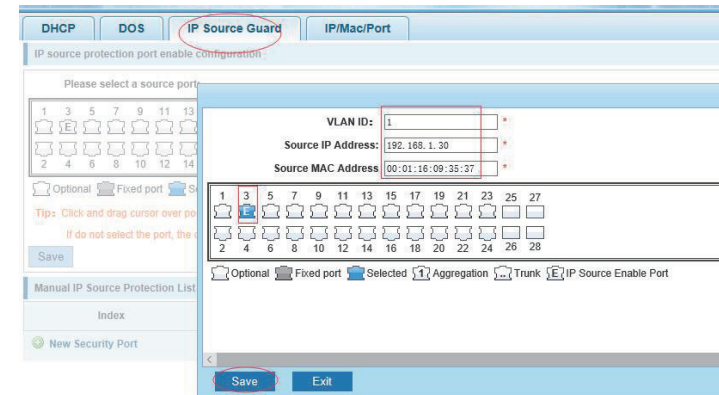 DHCP DOS IP Source Guard IP/Mac/Port
IP source protection port enable configuration
Please select a source port:
1 3 5 7 9 11 13
E
2 4 6 8 10 12 14
Optional Fixed port Se
Tip: Click and drag cursor over po
If do not select the port, the
Save
Manual IP Source Protection List
Index
New Security Port
VLAN ID: 1 *
Source IP Address: 192.168.1.30 *
Source MAC Address 00:01:16:09:35:37 *
1 3 5 7 9 11 13 15 17 19 21 23 25 27
E
2 4 6 8 10 12 14 16 18 20 22 24 26 28
Optional Fixed port Selected 1 Aggregation ... Trunk E IP Source Enable Port
Save Exit